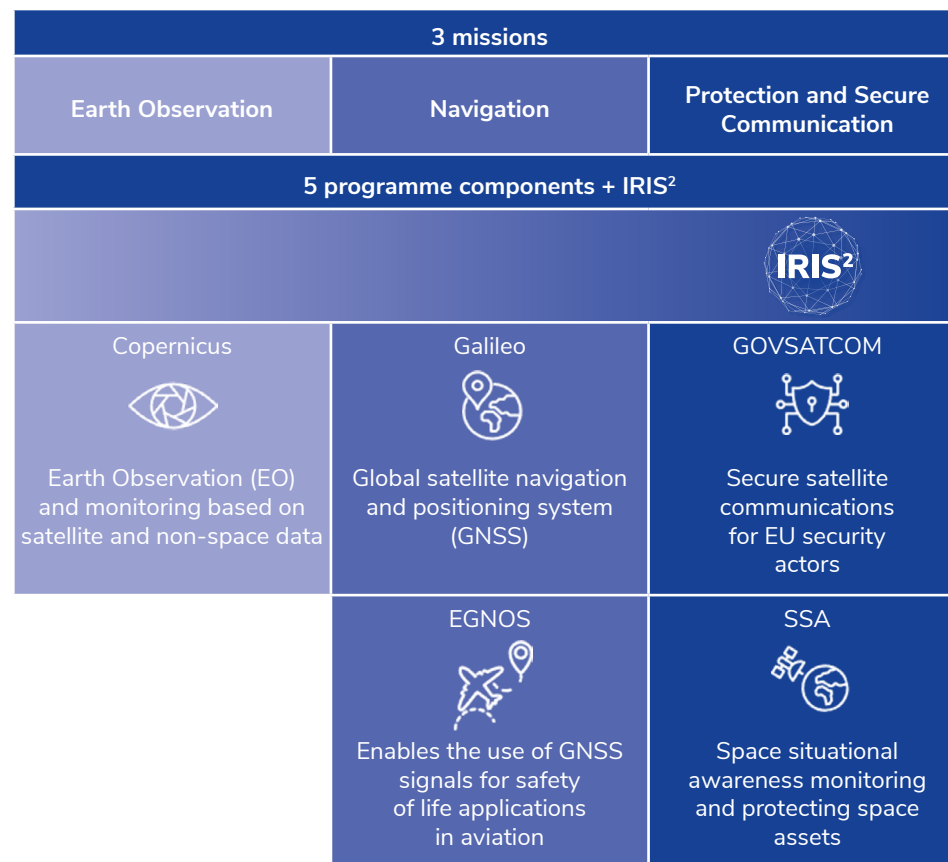 3 missions
Earth Observation
Navigation
Protection and Secure
Communication
5 programme components + IRIS²
IRIS²
Copernicus
Earth Observation (EO)
and monitoring based on
satellite and non-space data
Galileo
Global satellite navigation
and positioning system
(GNSS)
GOVSATCOM
Secure satellite
communications
for EU security
actors
EGNOS
Enables the use of GNSS
signals for safety
of life applications
in aviation
SSA
Space situational
awareness monitoring
and protecting space
assets